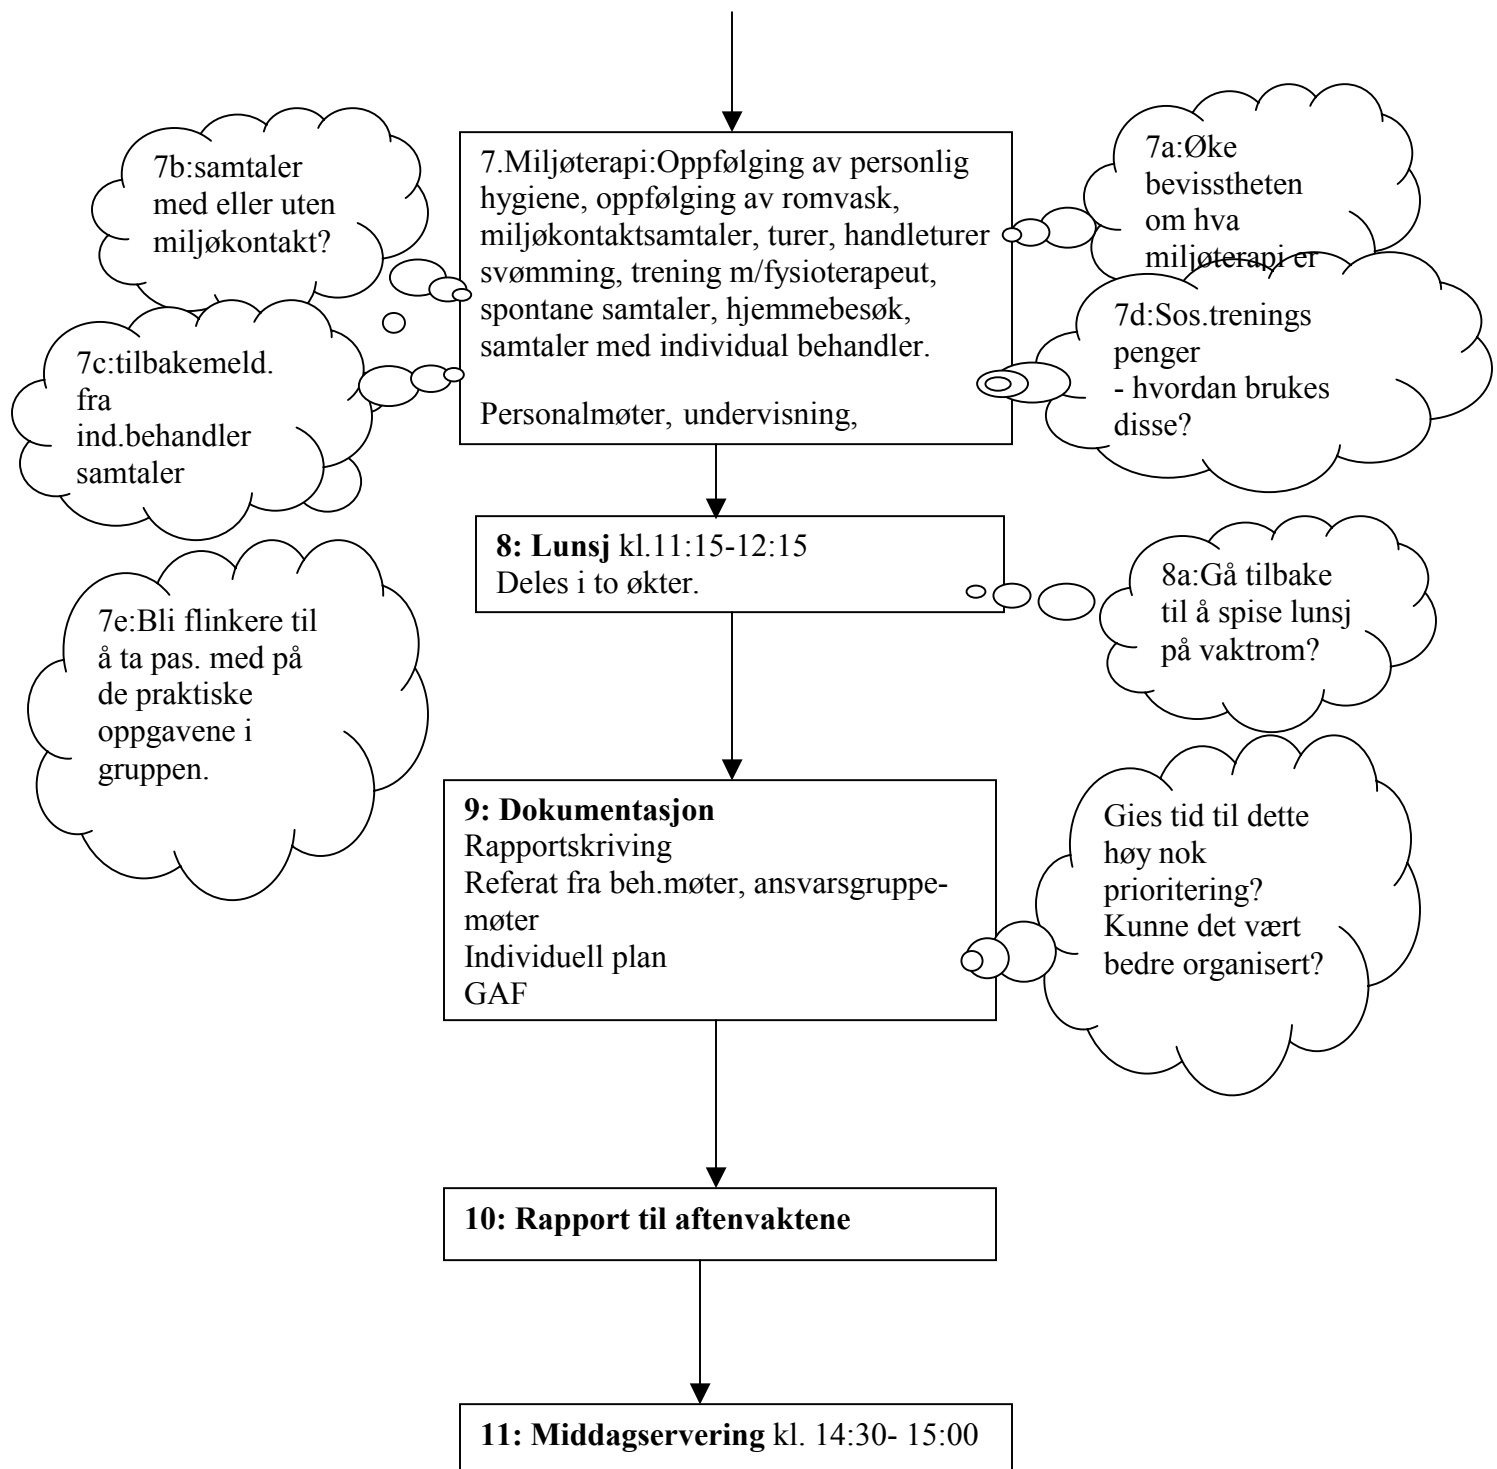 7b:samtaler
med eller uten
miljøkontakt?
7.Miljøterapi:Oppfølging av personlig
hygiene, oppfølging av romvask,
miljøkontaktsamtaler, turer, handleturer
svømming, trening m/fysioterapeut,
spontane samtaler, hjemmebesøk,
samtaler med individual behandler.
Personalmøter, undervisning,
7a:Øke
bevisstheten
om hva
miljøterapi er
7c:tilbakemeld.
fra
ind.behandler
samtaler
7d:Sos.trenings
penger
- hvordan brukes
disse?
8: Lunsj kl.11:15-12:15
Deles i to økter.
8a:Gå tilbake
til å spise lunsj
på vaktrom?
7e:Bli flinkere til
å ta pas. med på
de praktiske
oppgavene i
gruppen.
9: Dokumentasjon
Rapportskriving
Referat fra beh.møter, ansvarsgruppe-
møter
Individuell plan
GAF
Gies tid til dette
høy nok
prioritering?
Kunne det vært
bedre organisert?
10: Rapport til aftenvaktene
11: Middagservering kl. 14:30- 15:00